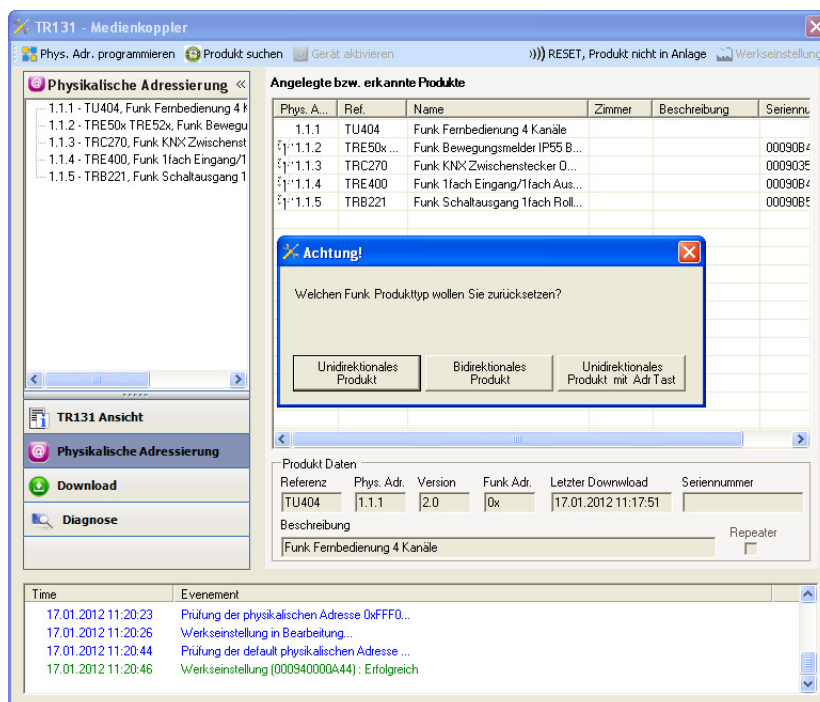 TR131 - Medienkoppler
Phys. Adr. programmieren Produkt suchen Gerät aktivieren RESET, Produkt nicht in Anlage Werkseinstellung
Physikalische Adressierung «
1.1.1 - TU404, Funk Fernbedienung 4 K
1.1.2 - TRE50x TRE52x, Funk Bewegu
1.1.3 - TRC270, Funk KNX Zwischenst
1.1.4 - TRE400, Funk 1fach Eingang/1
1.1.5 - TRB221, Funk Schaltausgang 1
TR131 Ansicht
Physikalische Adressierung
Download
Diagnose
Angelegte bzw. erkannte Produkte
Phys. A... Ref. Name Zimmer Beschreibung Seriennu
1.1.1 TU404 Funk Fernbedienung 4 Kanäle
1.1.2 TRE50x ... Funk Bewegungsmelder IP55 B... 00090B4
1.1.3 TRC270 Funk KNX Zwischenstecker O... 0009035
1.1.4 TRE400 Funk 1fach Eingang/1fach Aus... 00090B4
1.1.5 TRB221 Funk Schaltausgang 1fach Roll... 00090B5
Achtung!
Welchen Funk Produkttyp wollen Sie zurücksetzen?
Unidirektionales Produkt
Bidirektionales Produkt
Unidirektionales Produkt mit Adr Tast
Produkt Daten
Referenz Phys. Adr. Version Funk Adr. Letzter Downwload Seriennummer
TU404 1.1.1 2.0 0x 17.01.2012 11:17:51
Beschreibung
Funk Fernbedienung 4 Kanäle
Repeater
Time Evenement
17.01.2012 11:20:23 Prüfung der physikalischen Adresse 0xFFF0...
17.01.2012 11:20:26 Werkseinstellung in Bearbeitung...
17.01.2012 11:20:44 Prüfung der default physikalischen Adresse ...
17.01.2012 11:20:46 Werkseinstellung (000940000A44) : Erfolgreich